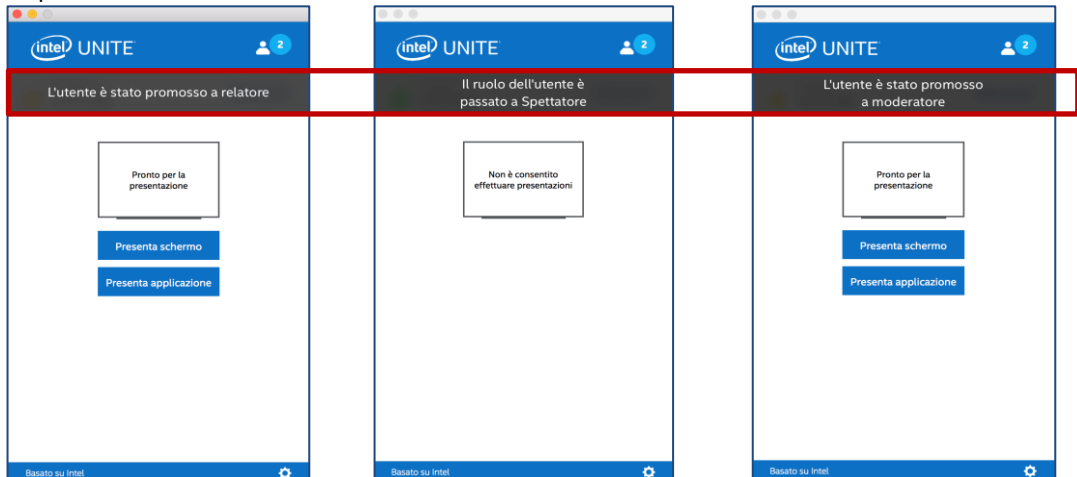 intel UNITE
2
L'utente è stato promosso a relatore
Pronto per la
presentazione
Presenta schermo
Presenta applicazione
Basato su Intel
intel UNITE
2
Il ruolo dell'utente è
passato a Spettatore
Non è consentito
effettuare presentazioni
Basato su Intel
intel UNITE
2
L'utente è stato promosso
a moderatore
Pronto per la
presentazione
Presenta schermo
Presenta applicazione
Basato su Intel